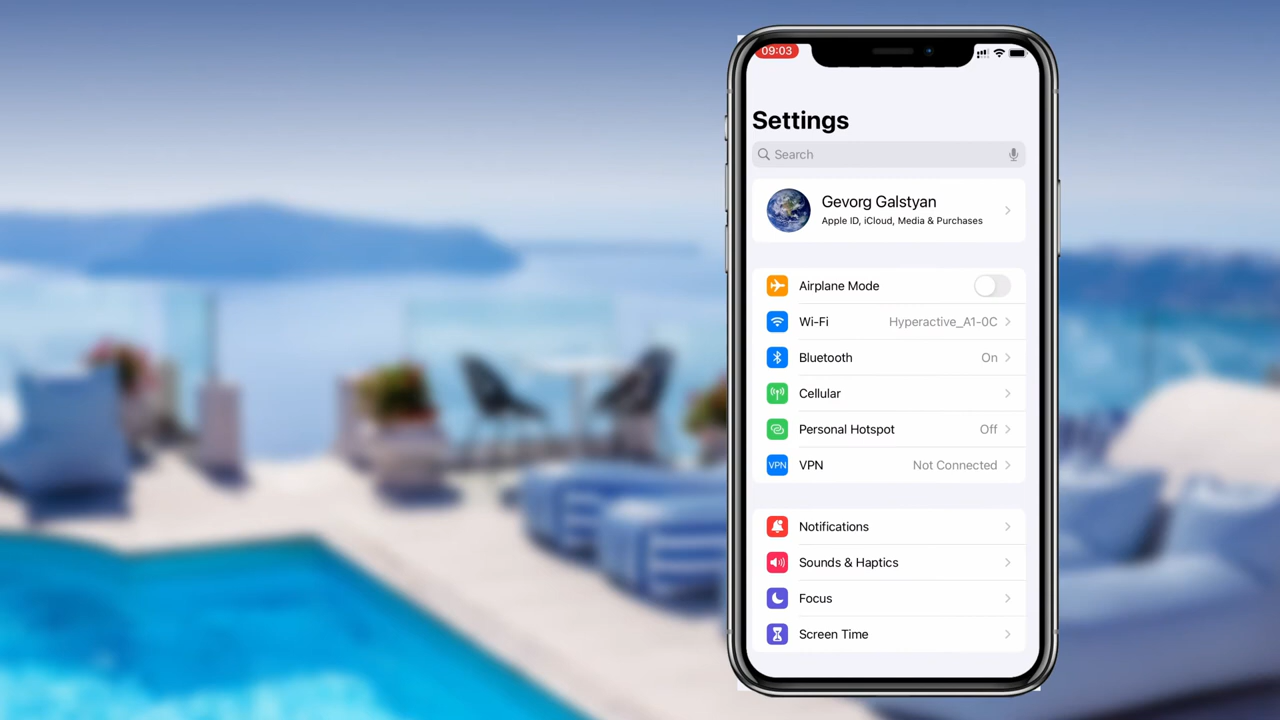 09:03
Settings
Search
Gevorg Galstyan
Apple ID, iCloud, Media & Purchases
Airplane Mode
Wi-Fi Hyperactive_A1-0C
Bluetooth On
Cellular
Personal Hotspot Off
VPN VPN Not Connected
Notifications
Sounds & Haptics
Focus
Screen Time